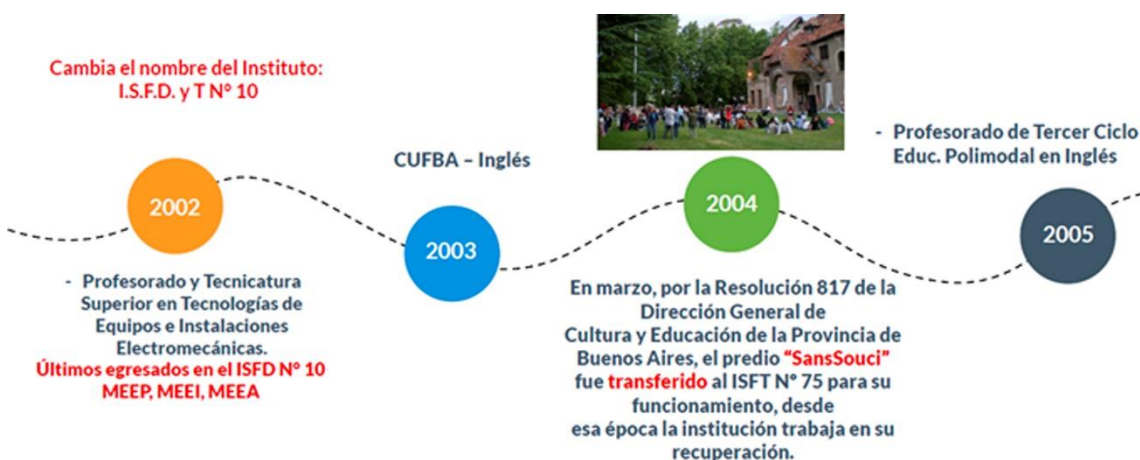 Cambia el nombre del Instituto:
I.S.F.D. y T N° 10
2002
- Profesorado y Tecnicatura
Superior en Tecnologías de
Equipos e Instalaciones
Electromecánicas.
Últimos egresados en el ISFD N° 10
MEEP, MEEI, MEEA
CUFBA – Inglés
2003
2004
En marzo, por la Resolución 817 de la
Dirección General de
Cultura y Educación de la Provincia de
Buenos Aires, el predio “SansSouci”
fue transferido al ISFT N° 75 para su
funcionamiento, desde
esa época la institución trabaja en su
recuperación.
- Profesorado de Tercer Ciclo
Educ. Polimodal en Inglés
2005